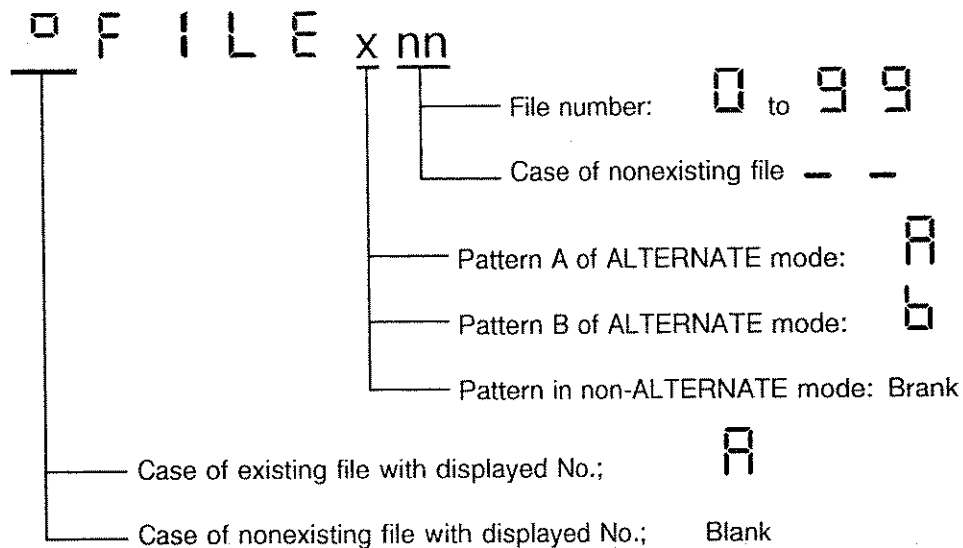 ° F I L E x nn
File number: 0 to 9 9
Case of nonexisting file – –
Pattern A of ALTERNATE mode: A
Pattern B of ALTERNATE mode: b
Pattern in non-ALTERNATE mode: Brank
Case of existing file with displayed No.; A
Case of nonexisting file with displayed No.; Blank